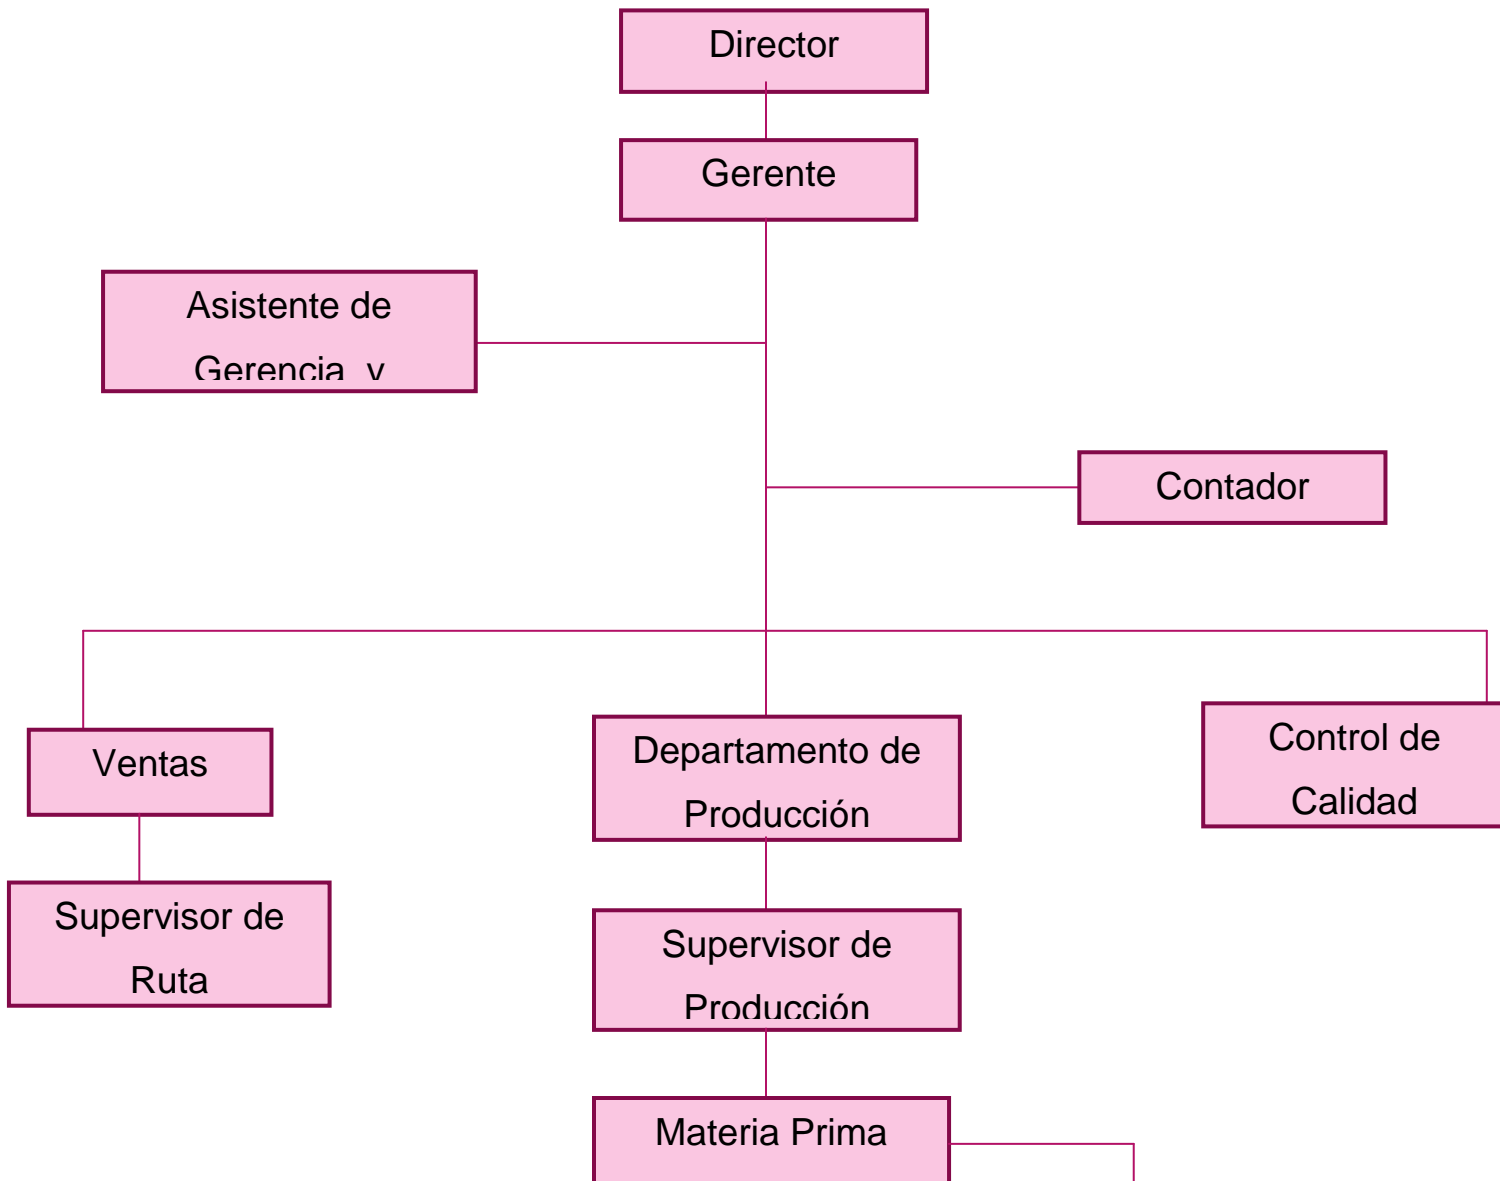 Director
Gerente
Asistente de
Gerencia y
Contador
Ventas
Departamento de
Producción
Control de
Calidad
Supervisor de
Ruta
Supervisor de
Producción
Materia Prima